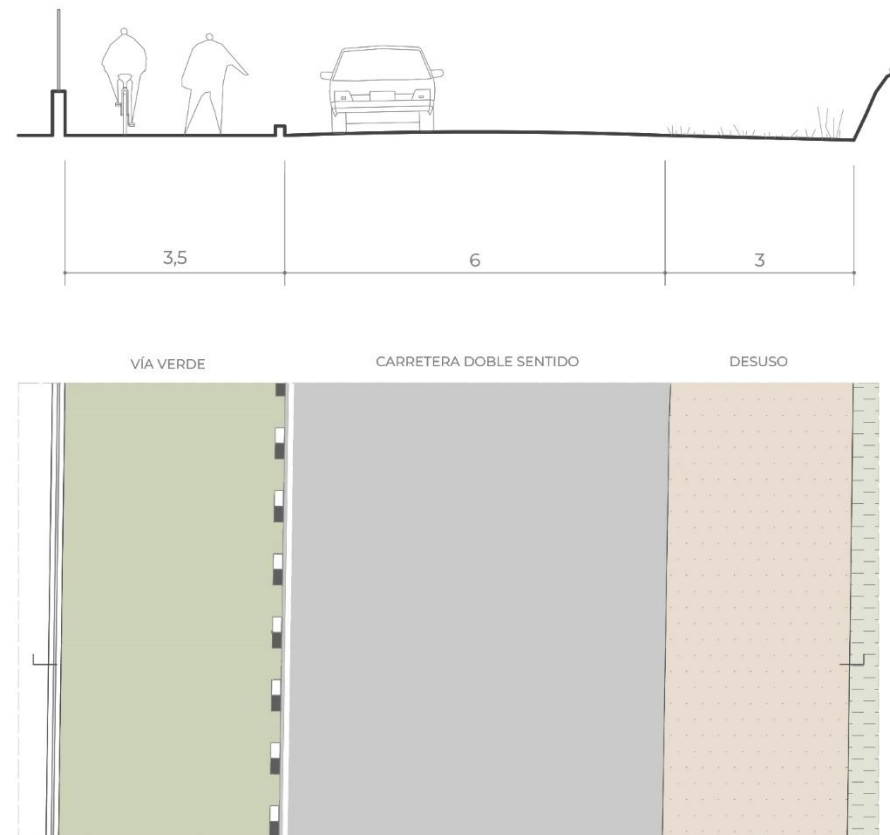 3,5
6
3
VÍA VERDE
CARRETERA DOBLE SENTIDO
DESUSO